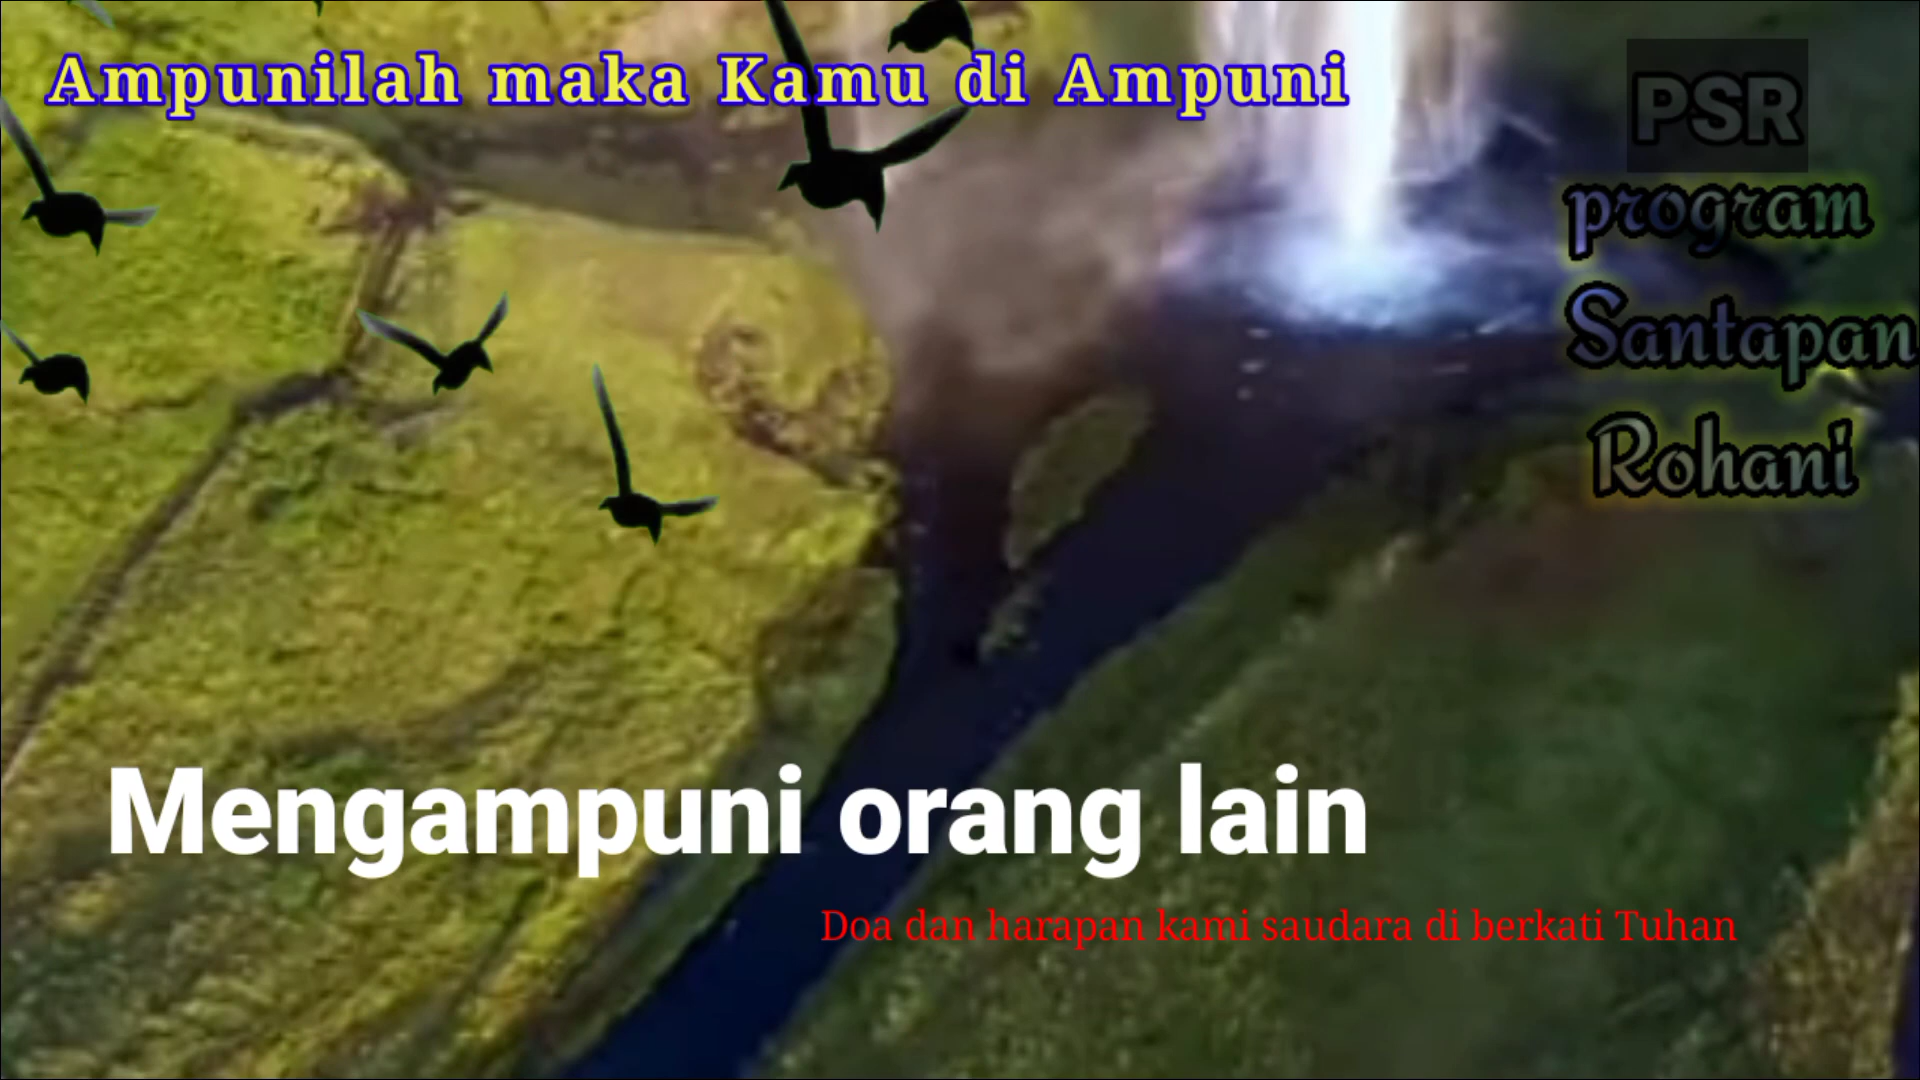 Ampunilah maka Kamu di Ampuni
PSR
program
Santapan
Rohani
Mengampuni orang lain
Doa dan harapan kami saudara di berkati Tuhan